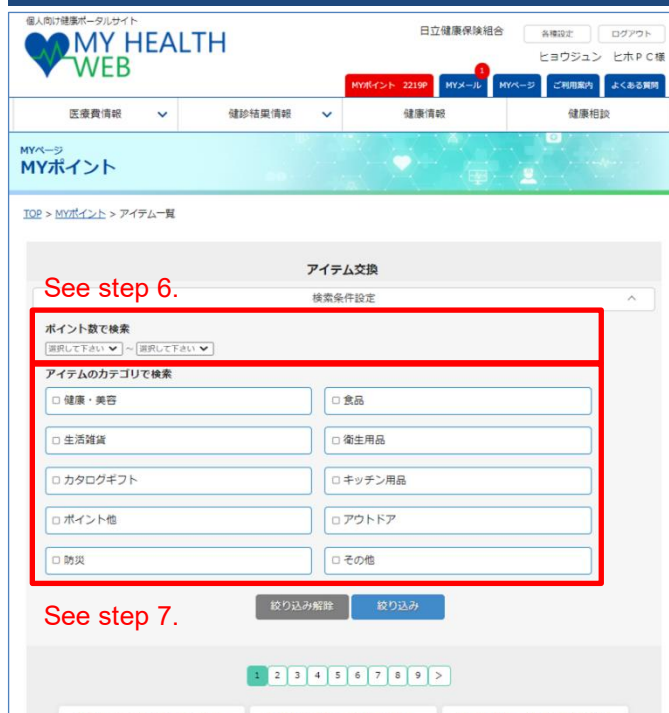 個人向け健康ポータルサイト
MY HEALTH
WEB
日立健康保険組合
各種設定
ログアウト
ヒョウジュン ヒホPC様
1
MYポイント 2219P
MYメール
MYページ
ご利用案内
よくある質問
医療費情報
健診結果情報
健康情報
健康相談
MYページ
MYポイント
TOP > MYポイント > アイテム一覧
アイテム交換
See step 6.
検索条件設定
ポイント数で検索
選択して下さい ~ 選択して下さい
アイテムのカテゴリで検索
健康・美容
食品
生活雑貨
衛生用品
カタログギフト
キッチン用品
ポイント他
アウトドア
防災
その他
See step 7.
絞り込み解除
絞り込み
1 2 3 4 5 6 7 8 9 >